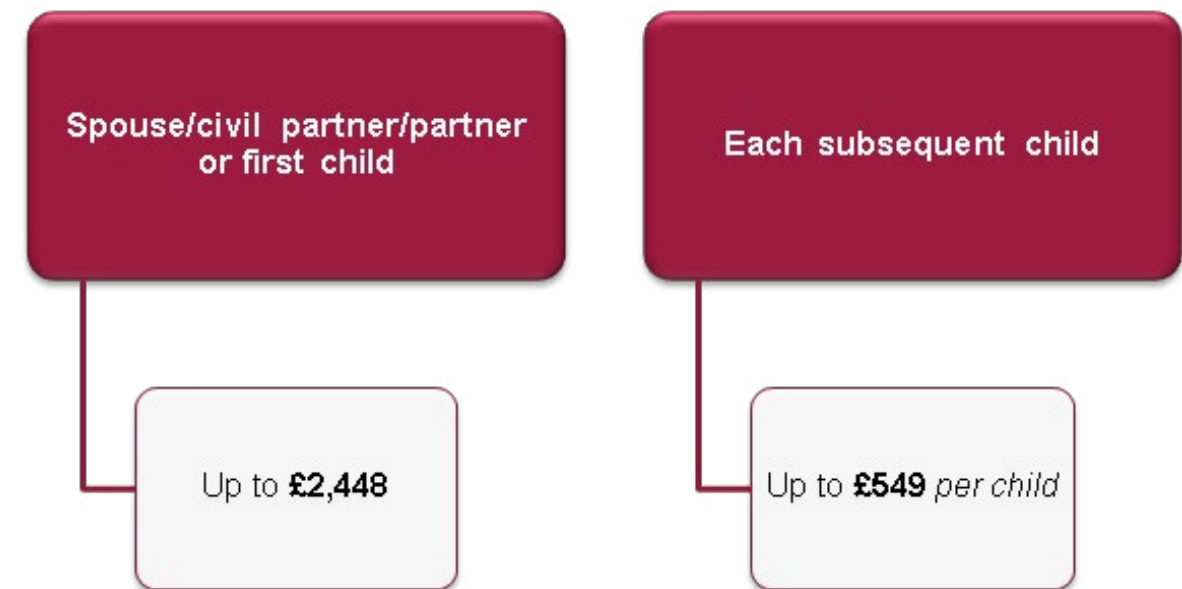 Spouse/civil partner/partner
or first child
Each subsequent child
Up to £2,448
Up to £549 per child